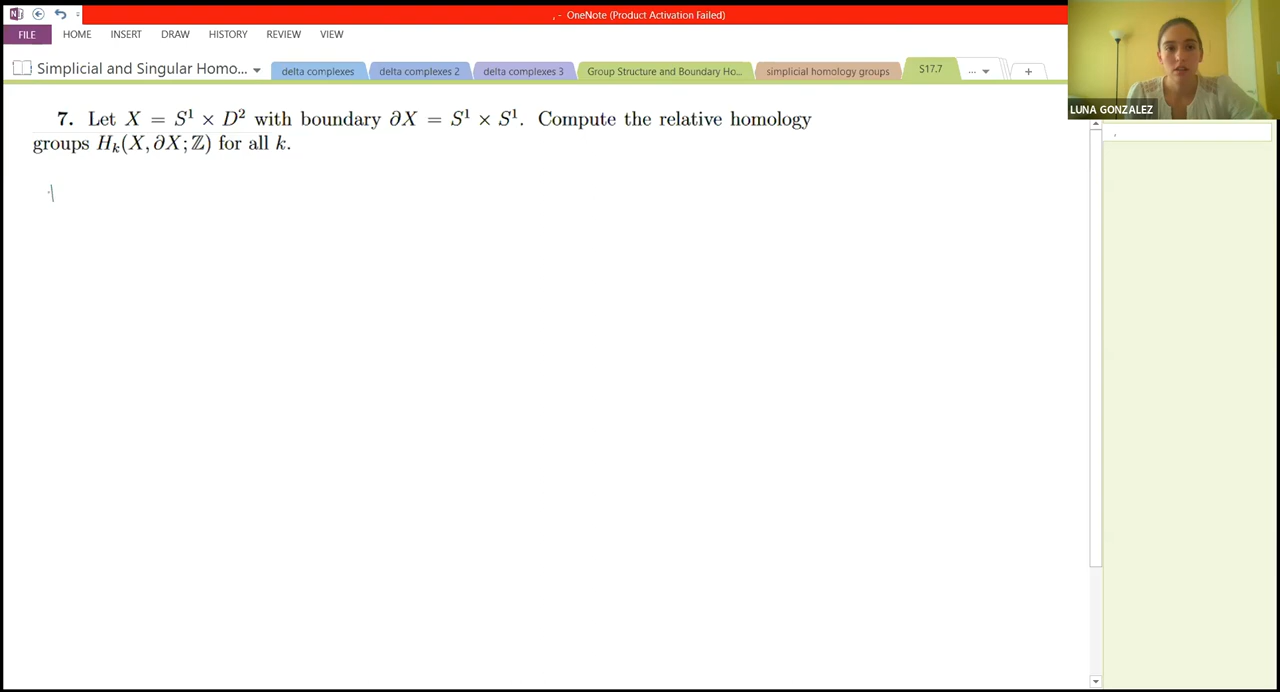 , - OneNote (Product Activation Failed)
FILE HOME INSERT DRAW HISTORY REVIEW VIEW
Simplicial and Singular Homo... delta complexes delta complexes 2 delta complexes 3 Group Structure and Boundary Ho... simplicial homology groups S17.7 ...
LUNA GONZALEZ
7. Let X = S¹ × D² with boundary ∂X = S¹ × S¹. Compute the relative homology
groups Hₖ(X, ∂X; ℤ) for all k.